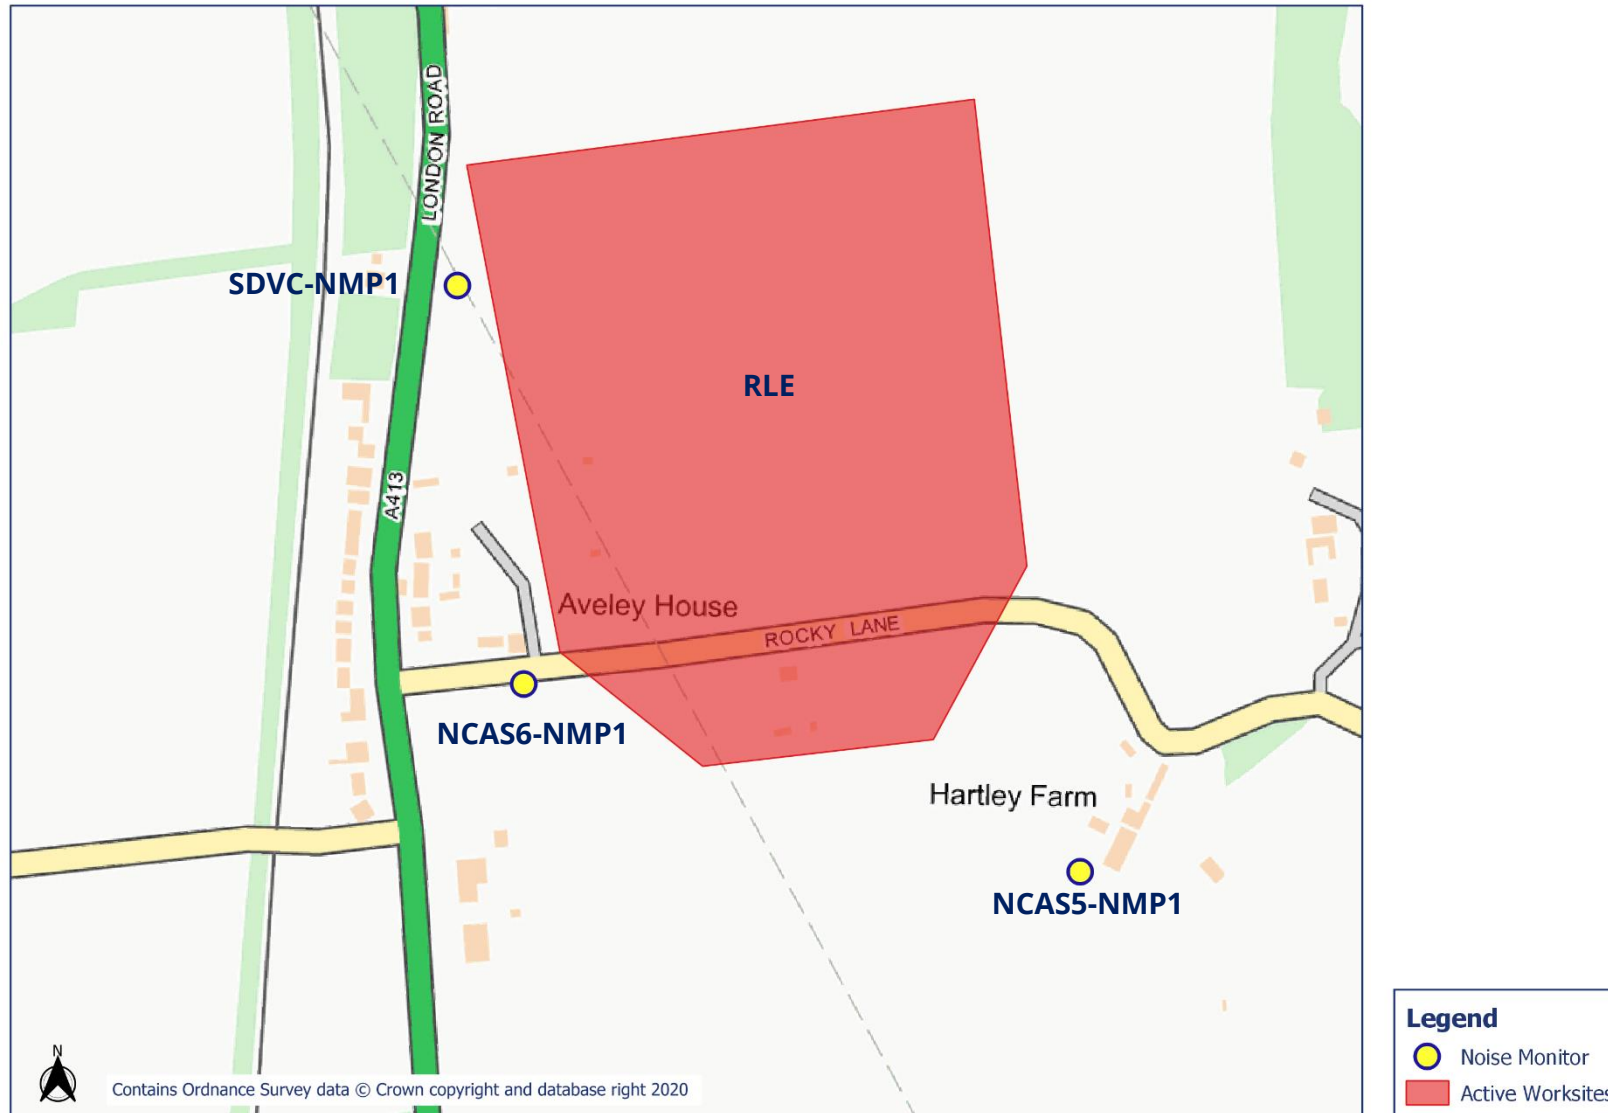 LONDON ROAD
SDVC-NMP1
RLE
A413
Aveley House
ROCKY LANE
NCAS6-NMP1
Hartley Farm
NCAS5-NMP1
N
Contains Ordnance Survey data © Crown copyright and database right 2020
Legend
Noise Monitor
Active Worksites